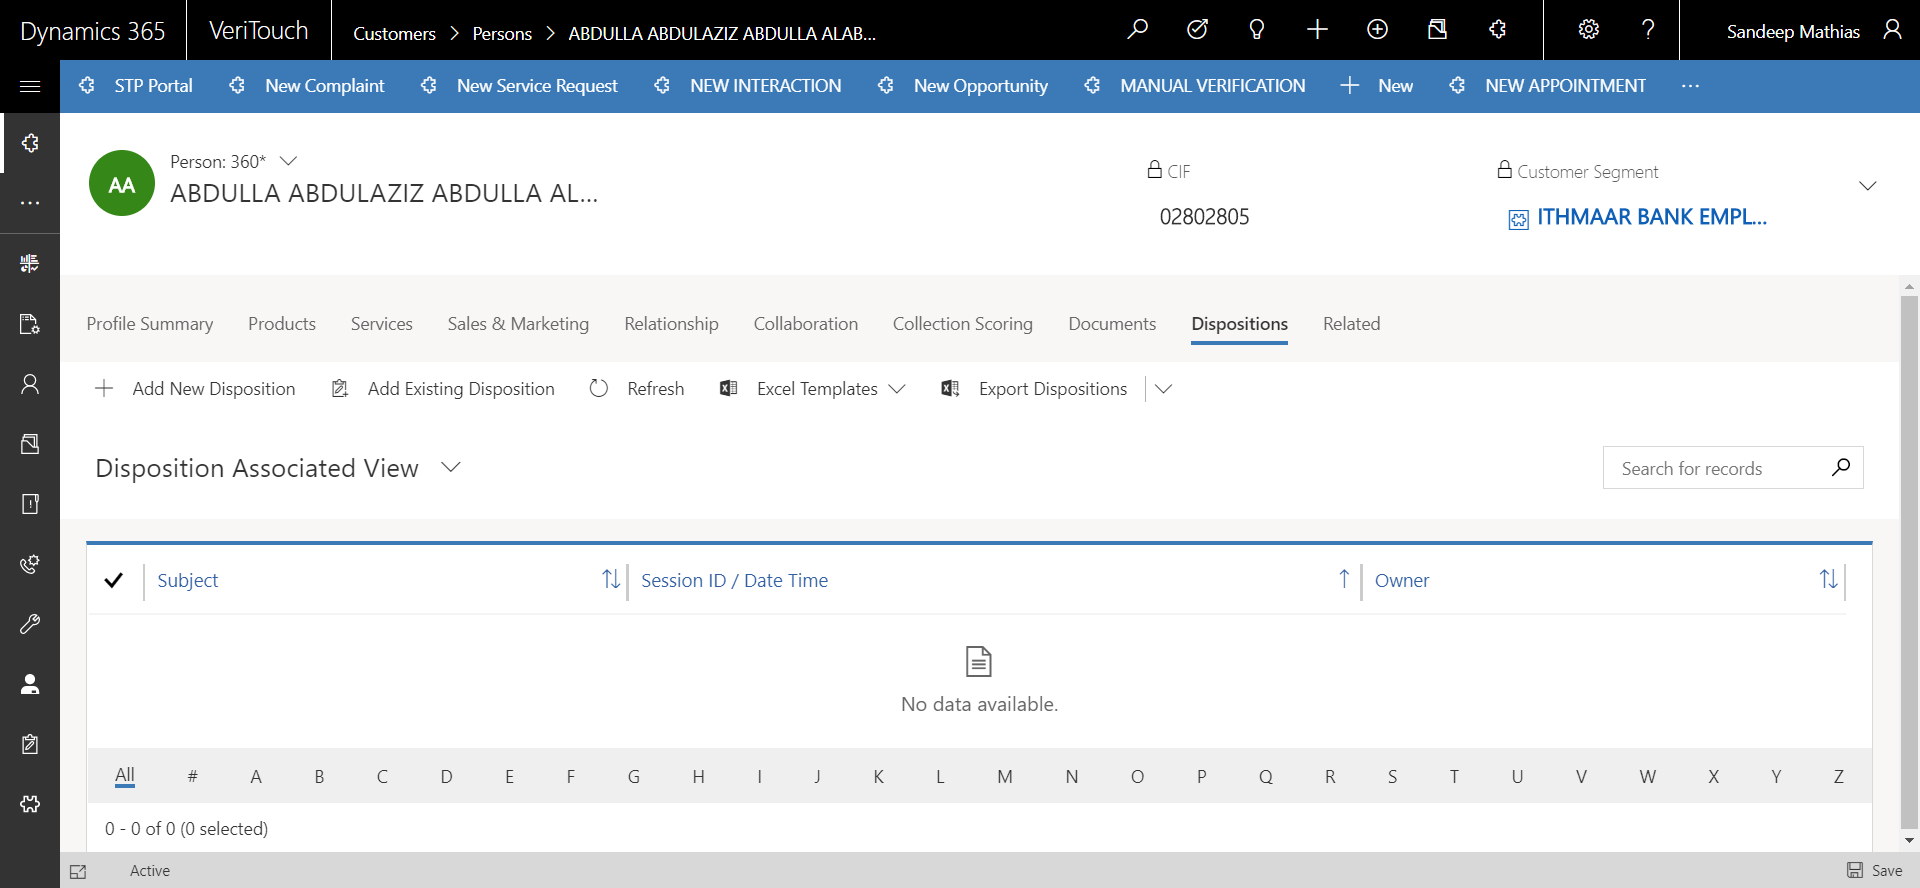 Dynamics 365 VeriTouch Customers > Persons > ABDULLA ABDULAZIZ ABDULLA ALAB... ? Sandeep Mathias
STP Portal New Complaint New Service Request NEW INTERACTION New Opportunity MANUAL VERIFICATION New NEW APPOINTMENT ...
AA
Person: 360*
ABDULLA ABDULAZIZ ABDULLA AL...
CIF
02802805
Customer Segment
ITHMAAR BANK EMPL...
Profile Summary Products Services Sales & Marketing Relationship Collaboration Collection Scoring Documents Dispositions Related
Add New Disposition Add Existing Disposition Refresh Excel Templates Export Dispositions
Disposition Associated View
Search for records
Subject Session ID / Date Time Owner
No data available.
All # A B C D E F G H I J K L M N O P Q R S T U V W X Y Z
0 - 0 of 0 (0 selected)
Active Save